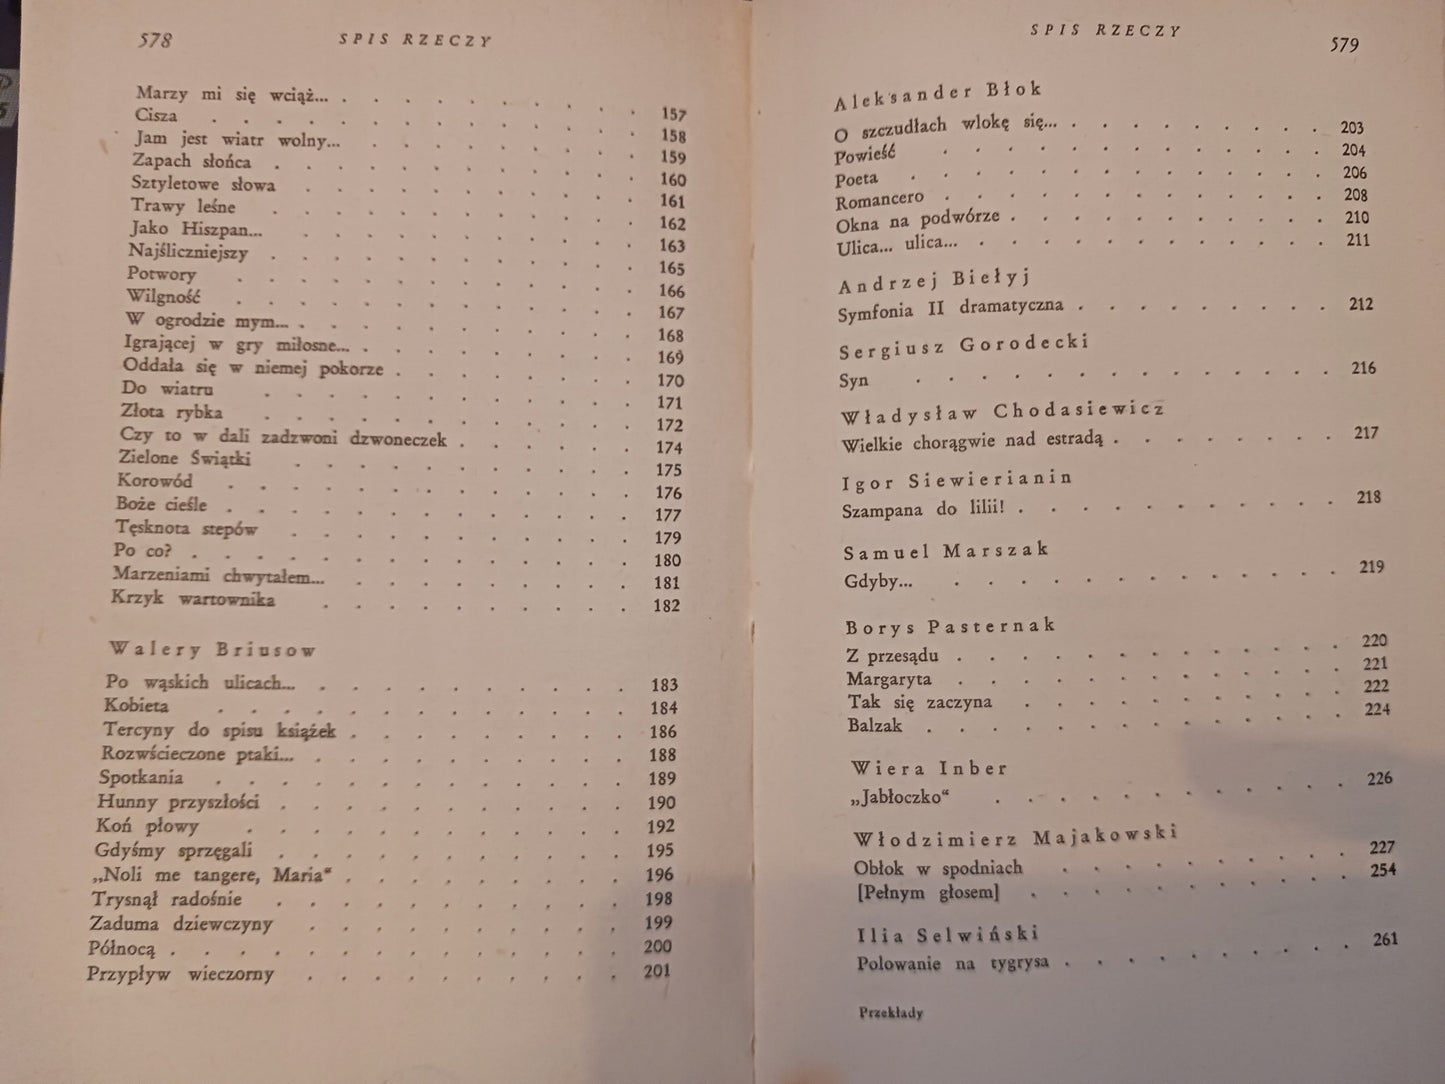 578
SPIS RZECZY
Marzy mi się wciąż... 157
Cisza 158
Jam jest wiatr wolny... 159
Zapach słońca 160
Sztyletowe słowa 161
Trawy leśne 162
Jako Hiszpan... 163
Najśliczniejszy 165
Potwory 166
Wilgność 167
W ogrodzie mym... 168
Igrającej w gry miłosne... 169
Oddała się w niemej pokorze 170
Do wiatru 171
Złota rybka 172
Czy to w dali zadzwoni dzwoneczek 174
Zielone Świątki 175
Korowód 176
Boże cieśle 177
Tęsknota stepów 179
Po co? 180
Marzeniami chwytałem... 181
Krzyk wartownika 182
Walery Briusow
Po wąskich ulicach... 183
Kobieta 184
Tercyny do spisu książek 186
Rozwścieczone ptaki... 188
Spotkania 189
Hunny przyszłości 190
Koń płowy 192
Gdyśmy sprzęgali 195
„Noli me tangere, Maria“ 196
Trysnął radośnie 198
Zaduma dziewczyny 199
Północą 200
Przypływ wieczorny 201
SPIS RZECZY
579
Aleksander Błok
O szczudłach wlokę się... 203
Powieść 204
Poeta 206
Romancero 208
Okna na podwórze 210
Ulica... ulica... 211
Andrzej Biełyj
Symfonia II dramatyczna 212
Sergiusz Gorodecki
Syn 216
Władysław Chodasiewicz
Wielkie chorągwie nad estradą 217
Igor Siewierianin
Szampana do lilii! 218
Samuel Marszak
Gdyby... 219
Borys Pasternak
Z przesądu 220
Margaryta 221
Tak się zaczyna 222
Balzak 224
Wiera Inber
„Jabłoczko“ 226
Włodzimierz Majakowski
Obłok w spodniach 227
[Pełnym głosem] 254
Ilia Selwiński
Polowanie na tygrysa 261
Przekłady